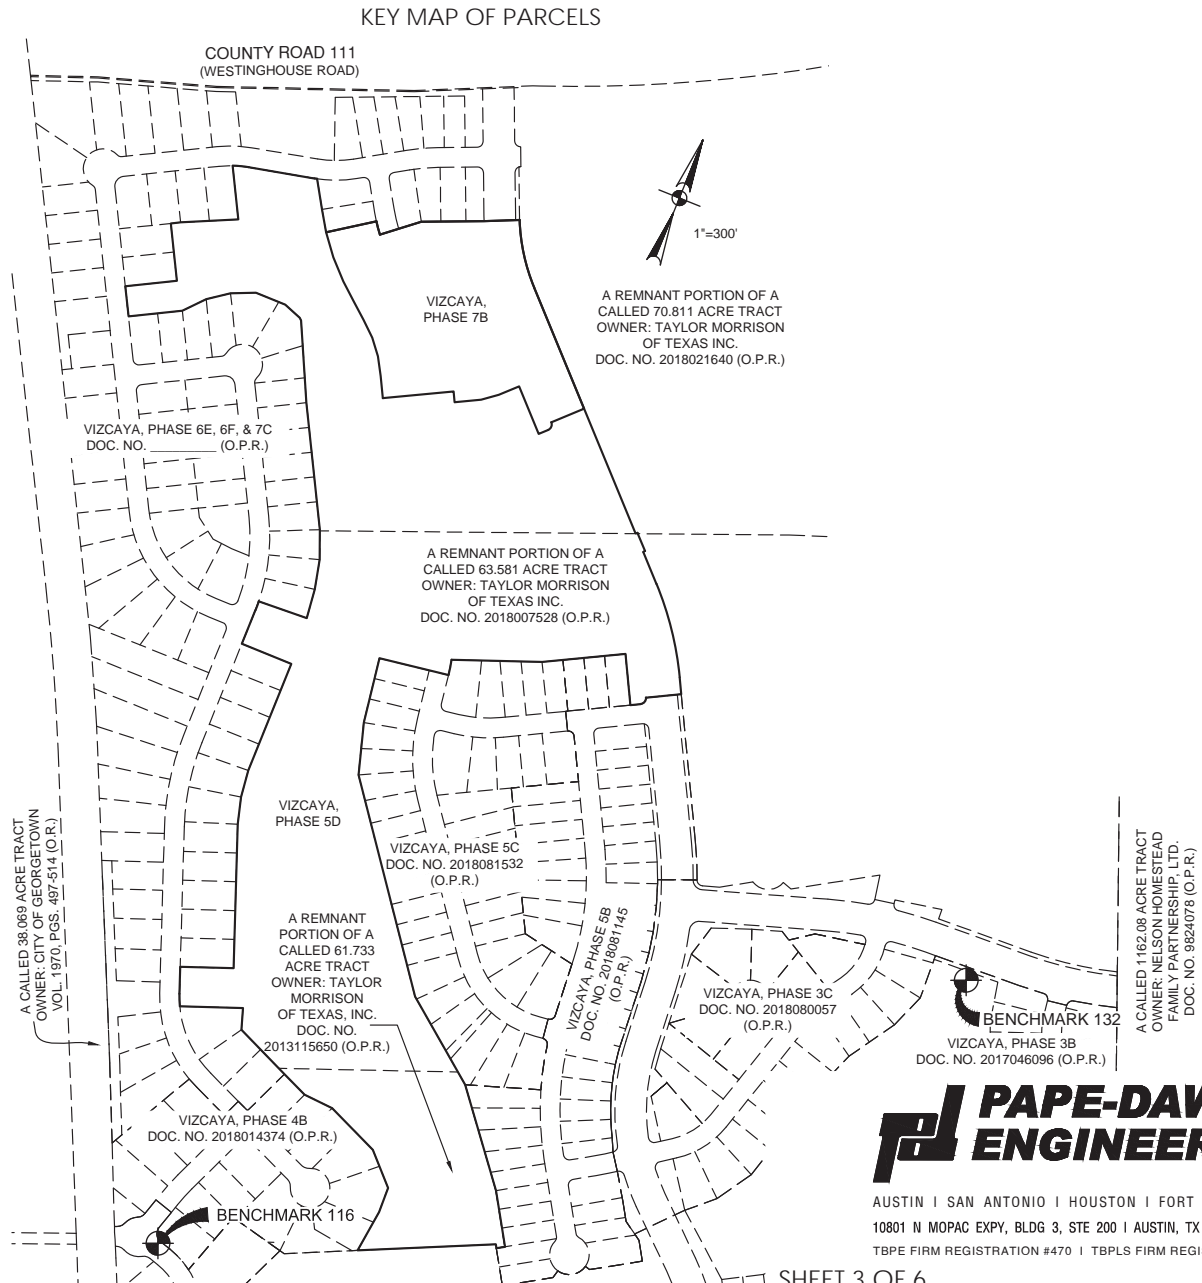 KEY MAP OF PARCELS
COUNTY ROAD 111
(WESTINGHOUSE ROAD)
1"=300'
VIZCAYA,
PHASE 7B
A REMNANT PORTION OF A
CALLED 70.811 ACRE TRACT
OWNER: TAYLOR MORRISON
OF TEXAS INC.
DOC. NO. 2018021640 (O.P.R.)
VIZCAYA, PHASE 6E, 6F, & 7C
DOC. NO. _________ (O.P.R.)
A REMNANT PORTION OF A
CALLED 63.581 ACRE TRACT
OWNER: TAYLOR MORRISON
OF TEXAS INC.
DOC. NO. 2018007528 (O.P.R.)
VIZCAYA,
PHASE 5D
VIZCAYA, PHASE 5C
DOC. NO. 2018081532
(O.P.R.)
A CALLED 38.069 ACRE TRACT
OWNER: CITY OF GEORGETOWN
VOL. 1970, PGS. 497-514 (O.R.)
A REMNANT
PORTION OF A
CALLED 61.733
ACRE TRACT
OWNER: TAYLOR
MORRISON
OF TEXAS, INC.
DOC. NO.
2013115650 (O.P.R.)
VIZCAYA, PHASE 5B
DOC. NO. 2018081145
(O.P.R.)
VIZCAYA, PHASE 3C
DOC. NO. 2018080057
(O.P.R.)
A CALLED 1162.08 ACRE TRACT
OWNER: NELSON HOMESTEAD
FAMILY PARTNERSHIP, LTD.
DOC. NO. 9824078 (O.P.R.)
BENCHMARK 132
VIZCAYA, PHASE 3B
DOC. NO. 2017046096 (O.P.R.)
VIZCAYA, PHASE 4B
DOC. NO. 2018014374 (O.P.R.)
BENCHMARK 116
PAPE-DAW
ENGINEER
AUSTIN I SAN ANTONIO I HOUSTON I FORT
10801 N MOPAC EXPY, BLDG 3, STE 200 I AUSTIN, TX
TBPE FIRM REGISTRATION #470 I TBPLS FIRM REGI
SHEET 3 OF 6